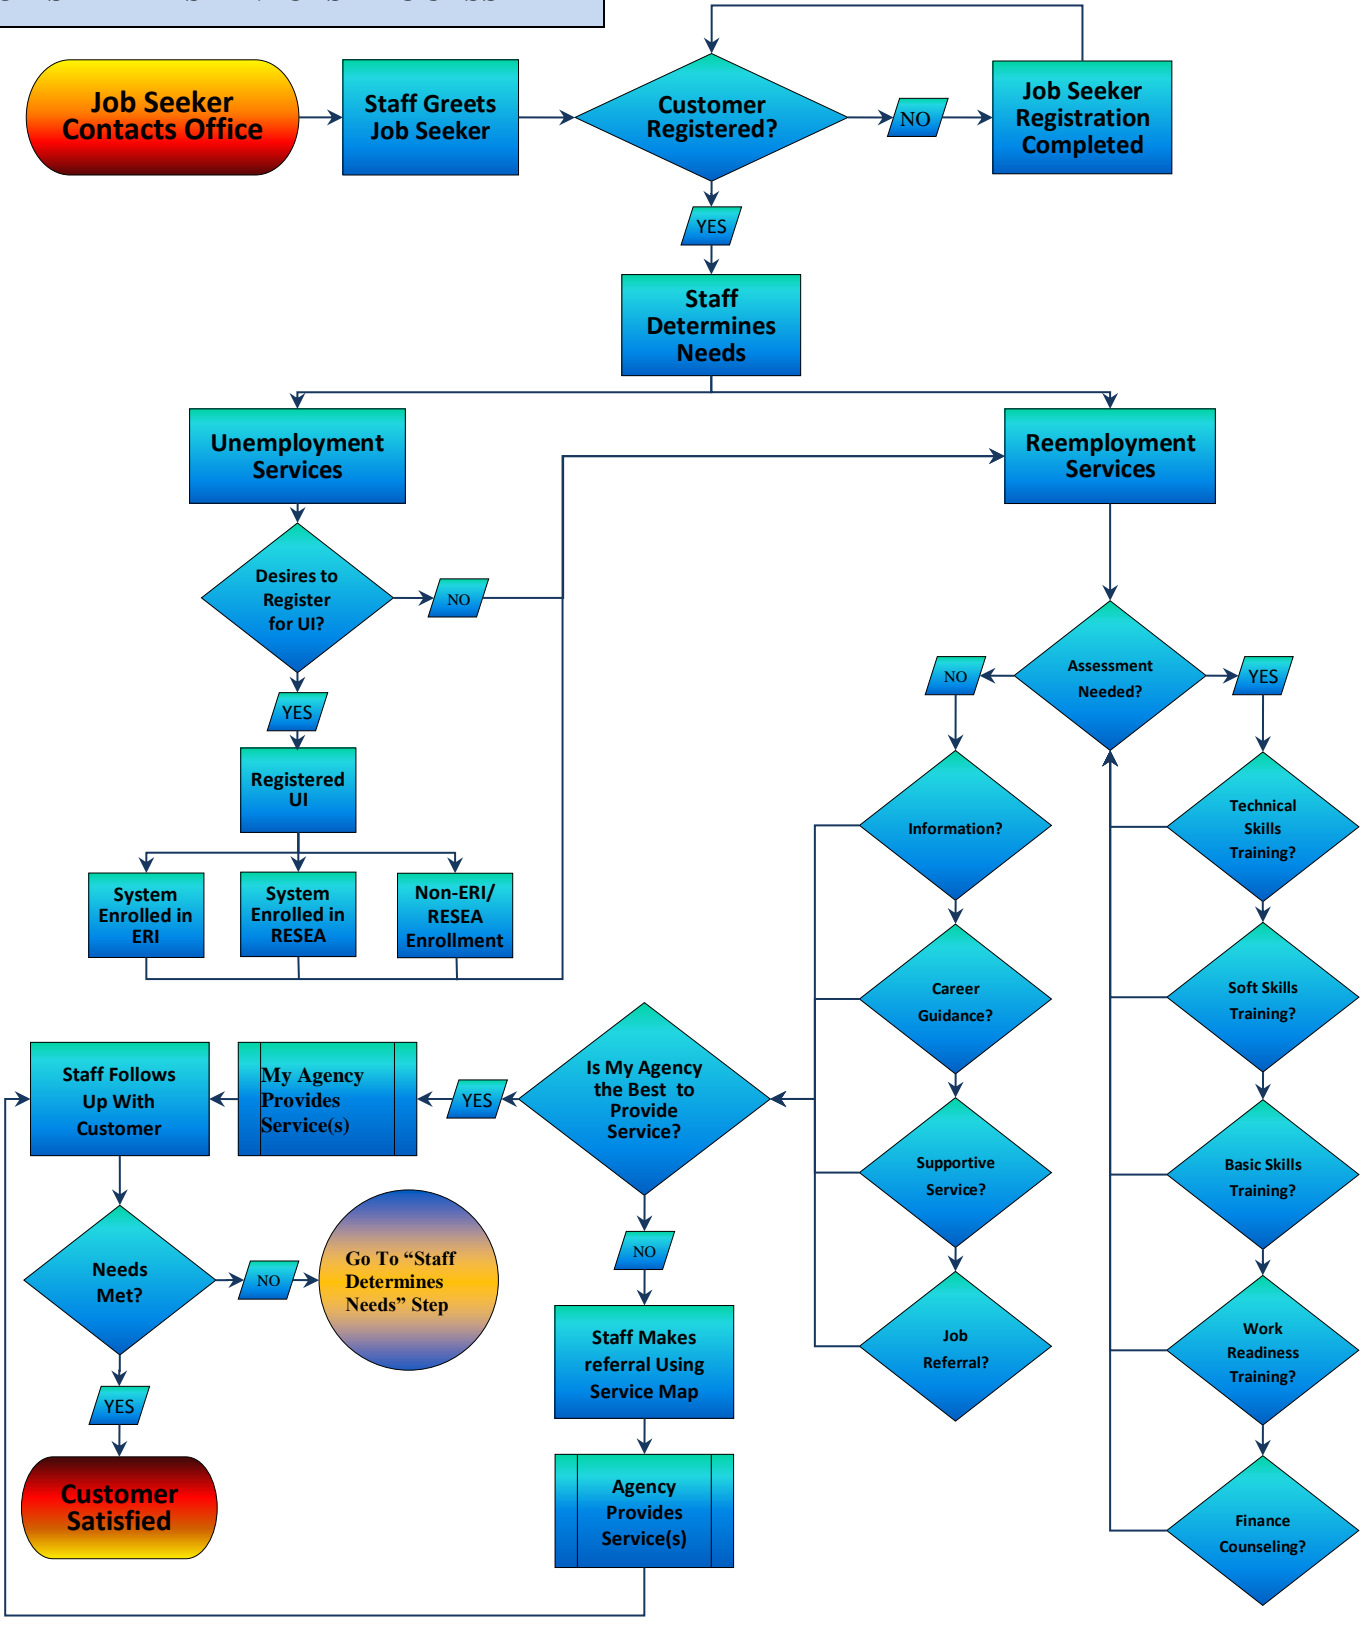 Job Seeker
Contacts Office
Staff Greets
Job Seeker
Customer
Registered?
NO
Job Seeker
Registration
Completed
YES
Staff
Determines
Needs
Unemployment
Services
Reemployment
Services
Desires to
Register
for UI?
NO
YES
Registered
UI
System
Enrolled in
ERI
System
Enrolled in
RESEA
Non-ERI/
RESEA
Enrollment
Assessment
Needed?
NO
YES
Information?
Career
Guidance?
Supportive
Service?
Job
Referral?
Technical
Skills
Training?
Soft Skills
Training?
Basic Skills
Training?
Work
Readiness
Training?
Finance
Counseling?
Is My Agency
the Best to
Provide
Service?
YES
My Agency
Provides
Service(s)
Staff Follows
Up With
Customer
NO
Staff Makes
referral Using
Service Map
Agency
Provides
Service(s)
Needs
Met?
NO
Go To “Staff
Determines
Needs” Step
YES
Customer
Satisfied